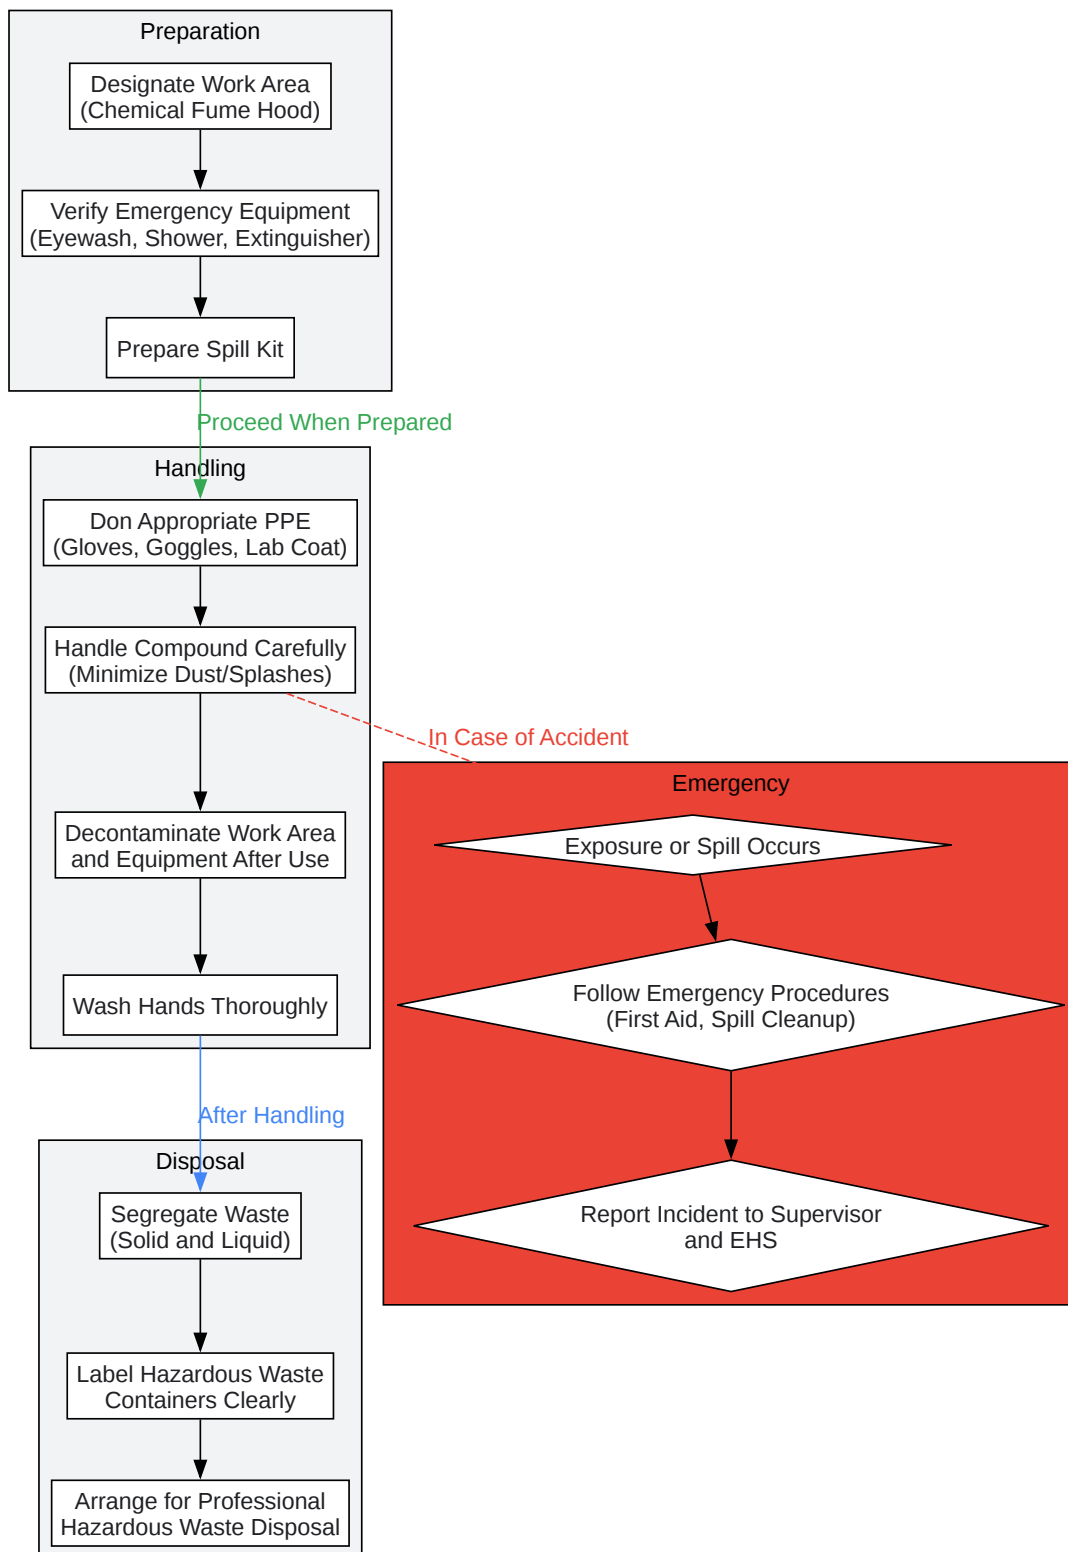 Preparation
Designate Work Area
(Chemical Fume Hood)
Verify Emergency Equipment
(Eyewash, Shower, Extinguisher)
Prepare Spill Kit
Proceed When Prepared
Handling
Don Appropriate PPE
(Gloves, Goggles, Lab Coat)
Handle Compound Carefully
(Minimize Dust/Splashes)
In Case of Accident
Emergency
Exposure or Spill Occurs
Follow Emergency Procedures
(First Aid, Spill Cleanup)
Report Incident to Supervisor
and EHS
Decontaminate Work Area
and Equipment After Use
Wash Hands Thoroughly
After Handling
Disposal
Segregate Waste
(Solid and Liquid)
Label Hazardous Waste
Containers Clearly
Arrange for Professional
Hazardous Waste Disposal